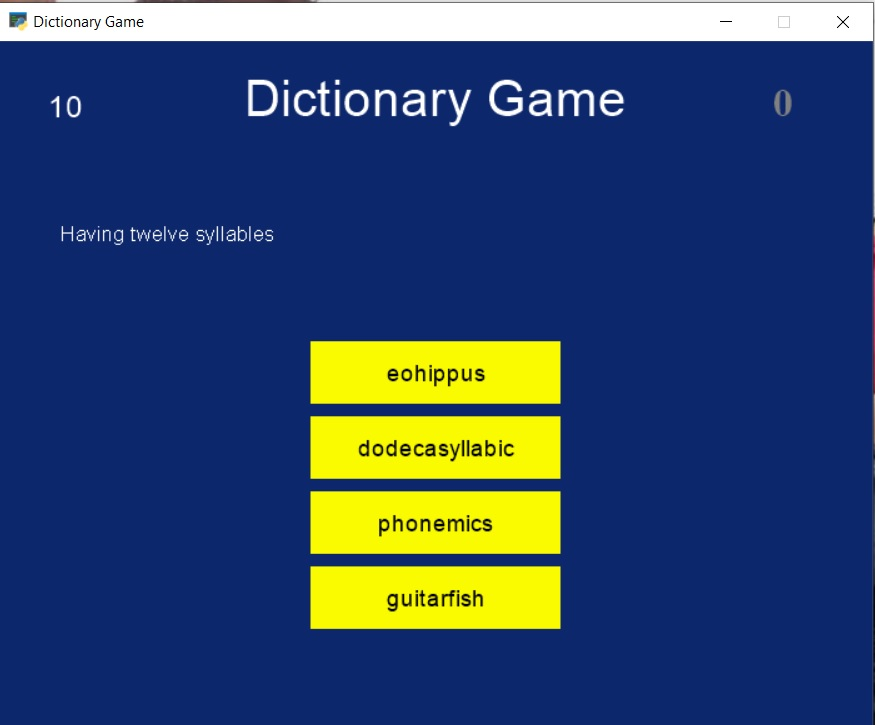 Dictionary Game
10
Dictionary Game
0
Having twelve syllables
eohippus
dodecasyllabic
phonemics
guitarfish